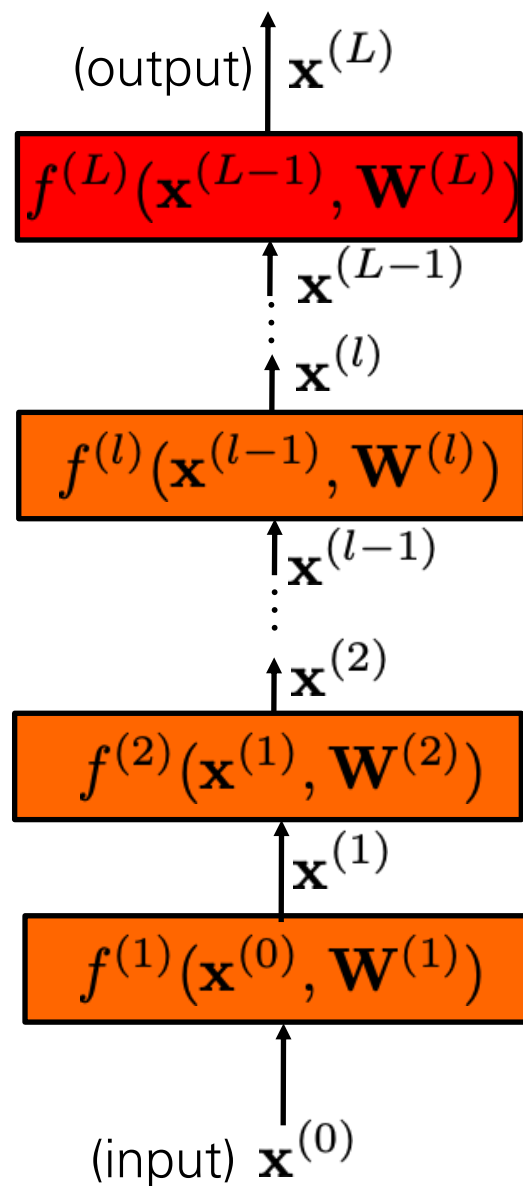 (output) x^(L)
f^(L)(x^(L−1), W^(L))
x^(L−1)
x^(l)
f^(l)(x^(l−1), W^(l))
x^(l−1)
x^(2)
f^(2)(x^(1), W^(2))
x^(1)
f^(1)(x^(0), W^(1))
(input) x^(0)